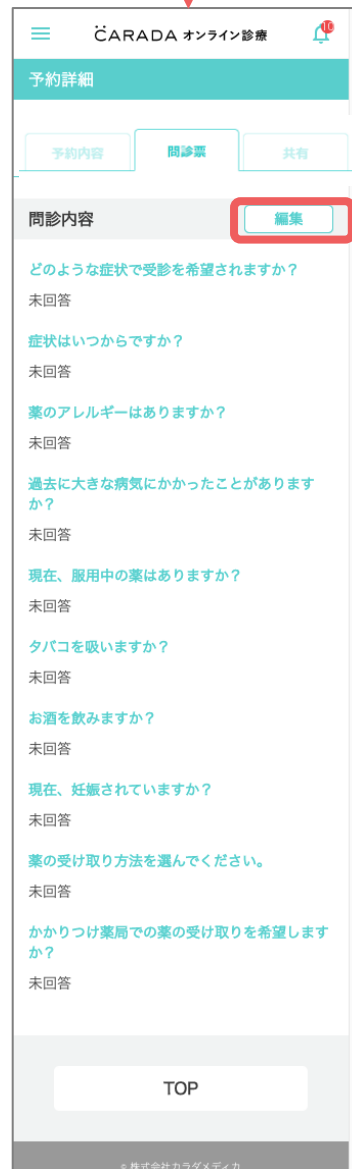 CARADA オンライン診療
10
予約詳細
予約内容
問診票
共有
問診内容
編集
どのような症状で受診を希望されますか？
未回答
症状はいつからですか？
未回答
薬のアレルギーはありますか？
未回答
過去に大きな病気にかかったことがあります
か？
未回答
現在、服用中の薬はありますか？
未回答
タバコを吸いますか？
未回答
お酒を飲みますか？
未回答
現在、妊娠されていますか？
未回答
薬の受け取り方法を選んでください。
未回答
かかりつけ薬局での薬の受け取りを希望します
か？
未回答
TOP
© 株式会社カラダメディカ